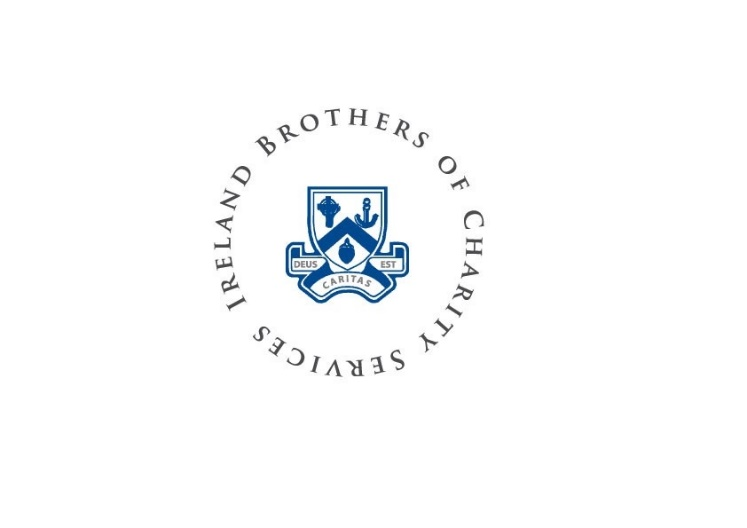 BROTHERS OF CHARITY SERVICES IRELAND
DEUS CARITAS EST